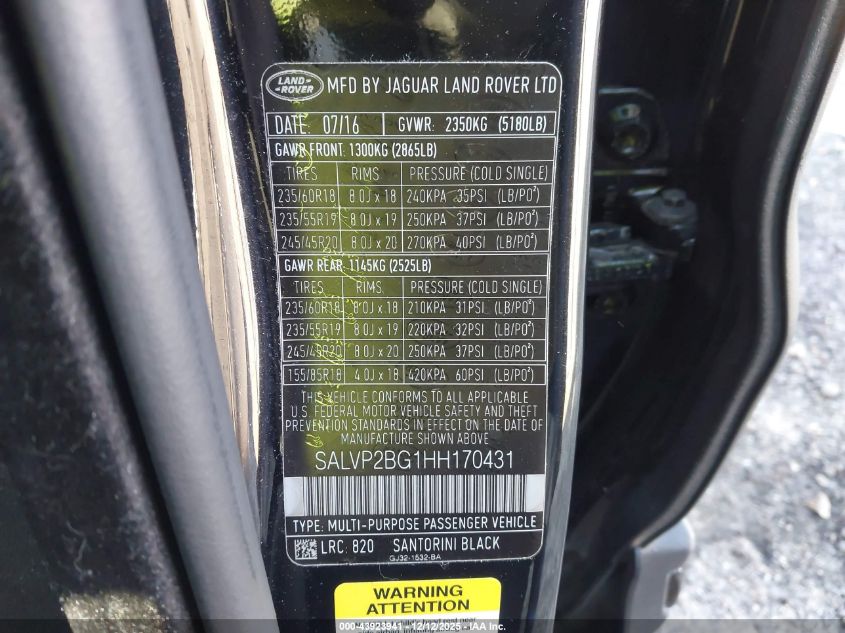 LAND-
-ROVER
MFD BY JAGUAR LAND ROVER LTD
DATE: 07/16 GVWR: 2350KG (5180LB)
GAWR FRONT: 1300KG (2865LB)
TIRES RIMS PRESSURE (COLD SINGLE)
235/60R18 8.0J x 18 240KPA 35PSI (LB/PO²)
235/55R19 8.0J x 19 250KPA 37PSI (LB/PO²)
245/45R20 8.0J x 20 270KPA 40PSI (LB/PO²)
GAWR REAR: 1145KG (2525LB)
TIRES RIMS PRESSURE (COLD SINGLE)
235/60R18 8.0J x 18 210KPA 31PSI (LB/PO²)
235/55R19 8.0J x 19 220KPA 32PSI (LB/PO²)
245/45R20 8.0J x 20 250KPA 37PSI (LB/PO²)
155/85R18 4.0J x 18 420KPA 60PSI (LB/PO²)
THIS VEHICLE CONFORMS TO ALL APPLICABLE
U.S. FEDERAL MOTOR VEHICLE SAFETY AND THEFT
PREVENTION STANDARDS IN EFFECT ON THE DATE OF
MANUFACTURE SHOWN ABOVE
SALVP2BG1HH170431
TYPE: MULTI-PURPOSE PASSENGER VEHICLE
LRC: 820 SANTORINI BLACK
GJ32-1532-BA
WARNING
ATTENTION
000-43923941 - 12/12/2025 - IAA Inc.